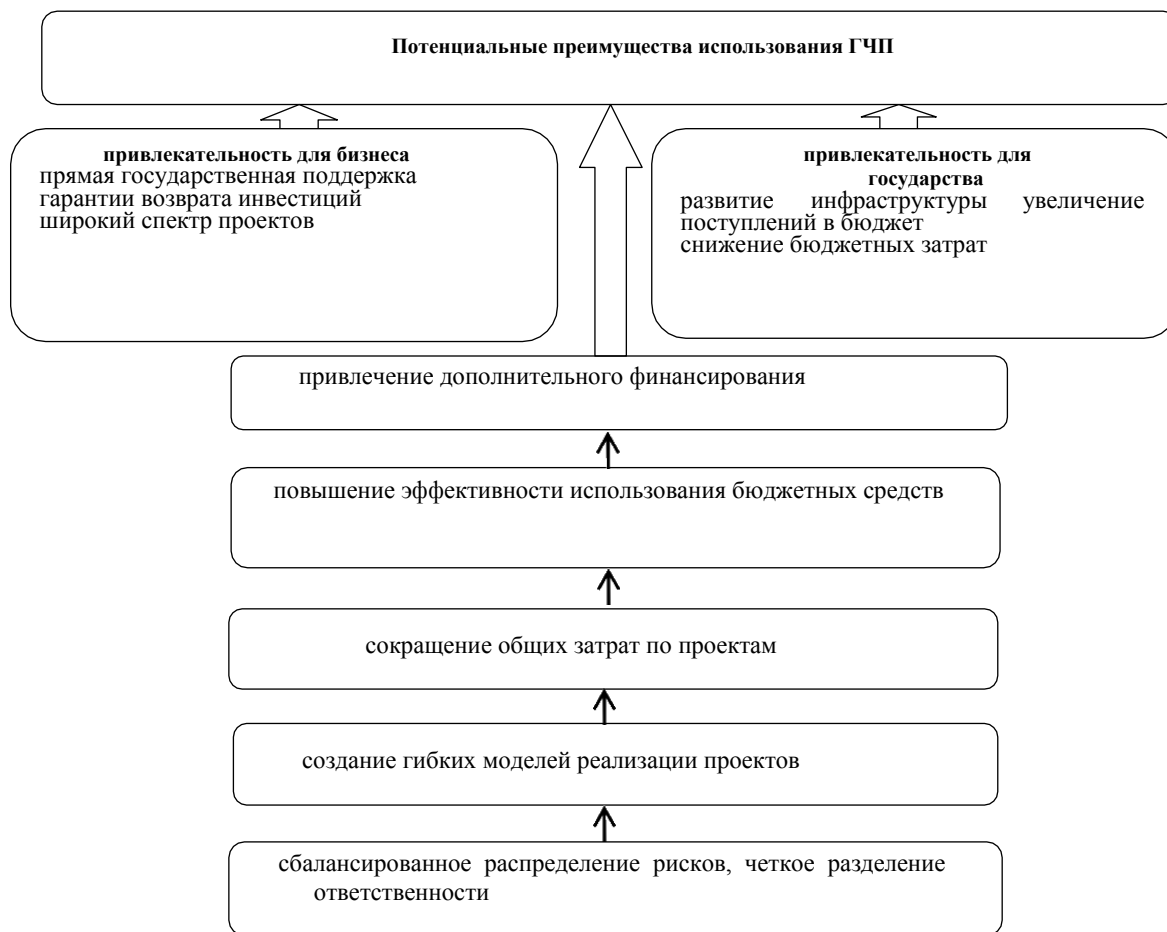 Потенциальные преимущества использования ГЧП
привлекательность для бизнеса
прямая государственная поддержка
гарантии возврата инвестиций
широкий спектр проектов
привлекательность для
государства
развитие инфраструктуры увеличение
поступлений в бюджет
снижение бюджетных затрат
привлечение дополнительного финансирования
повышение эффективности использования бюджетных средств
сокращение общих затрат по проектам
создание гибких моделей реализации проектов
сбалансированное распределение рисков, четкое разделение
ответственности